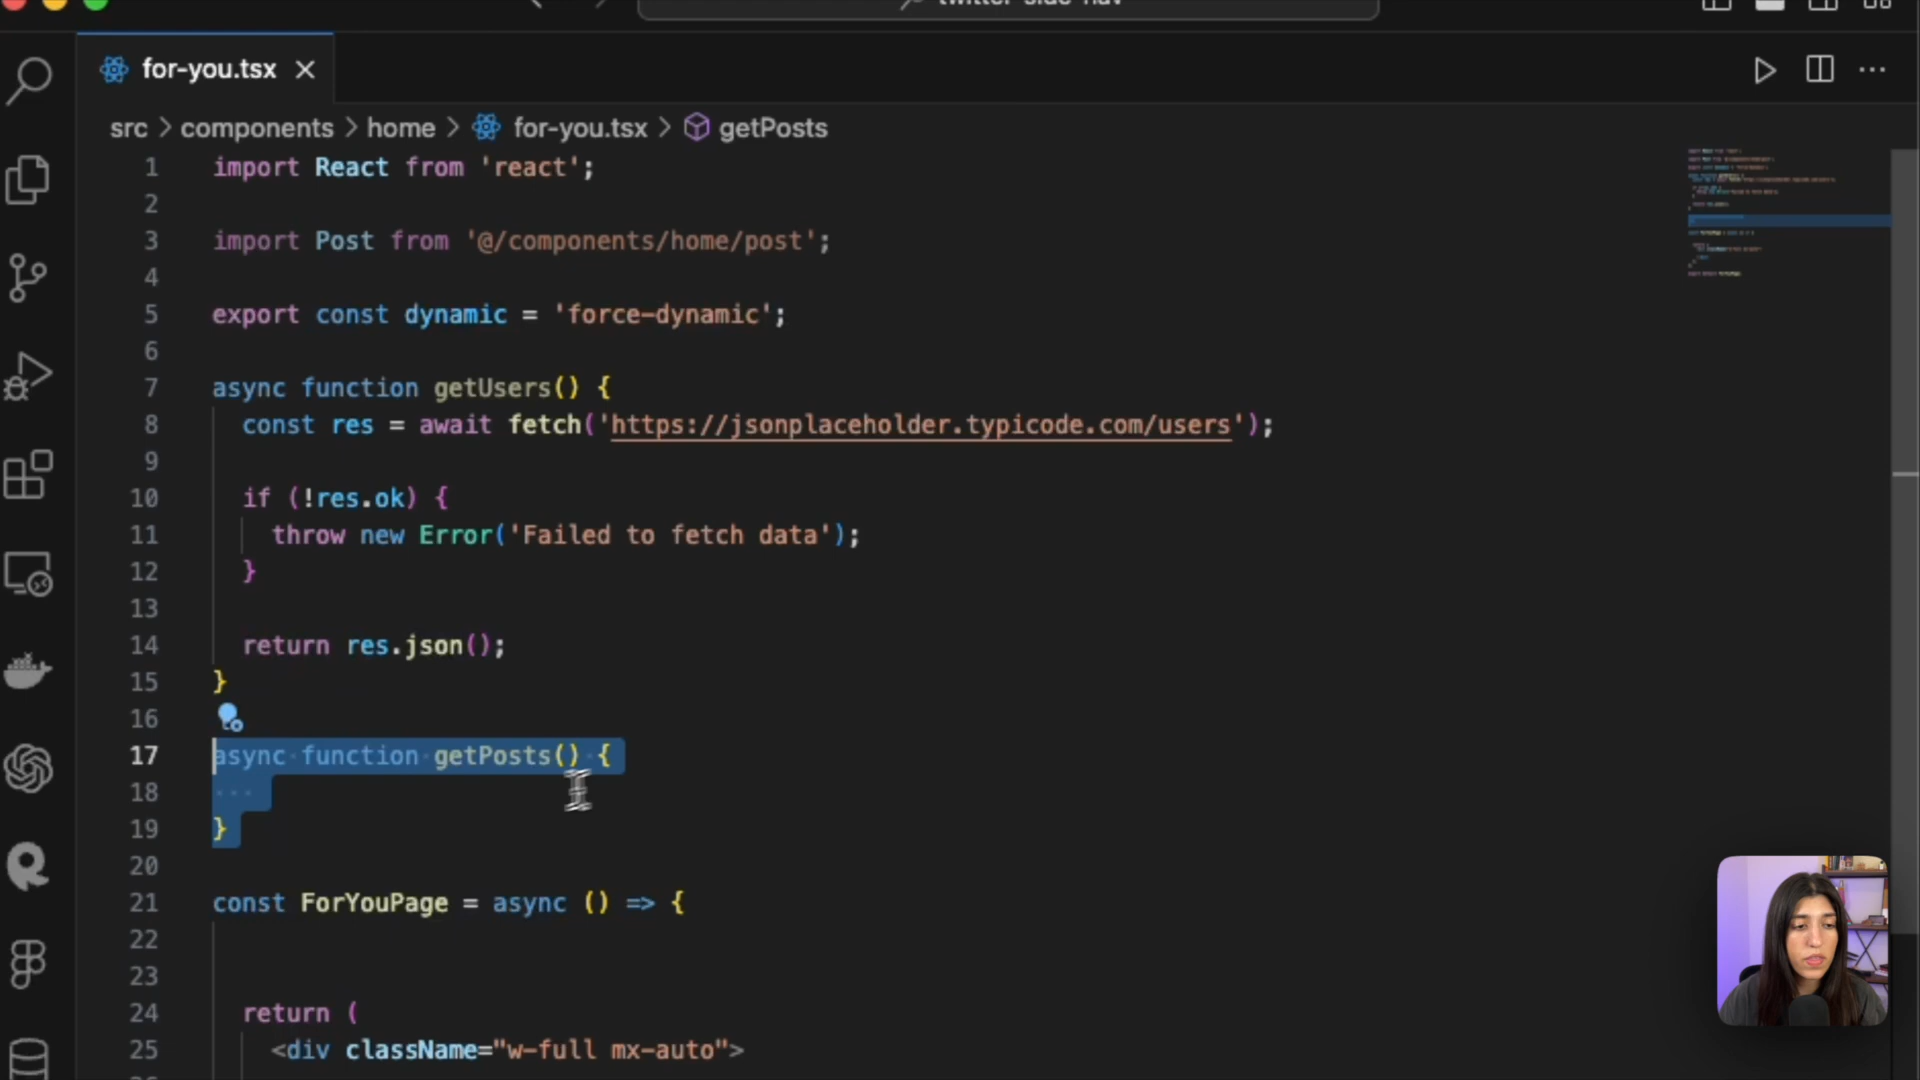 twitter-side-nav
for-you.tsx
src > components > home > for-you.tsx > getPosts
1 import React from 'react';
2
3 import Post from '@/components/home/post';
4
5 export const dynamic = 'force-dynamic';
6
7 async function getUsers() {
8 const res = await fetch('https://jsonplaceholder.typicode.com/users');
9
10 if (!res.ok) {
11 throw new Error('Failed to fetch data');
12 }
13
14 return res.json();
15 }
16
17 async function getPosts() {
18
19 }
20
21 const ForYouPage = async () => {
22
23
24 return (
25 <div className="w-full mx-auto">